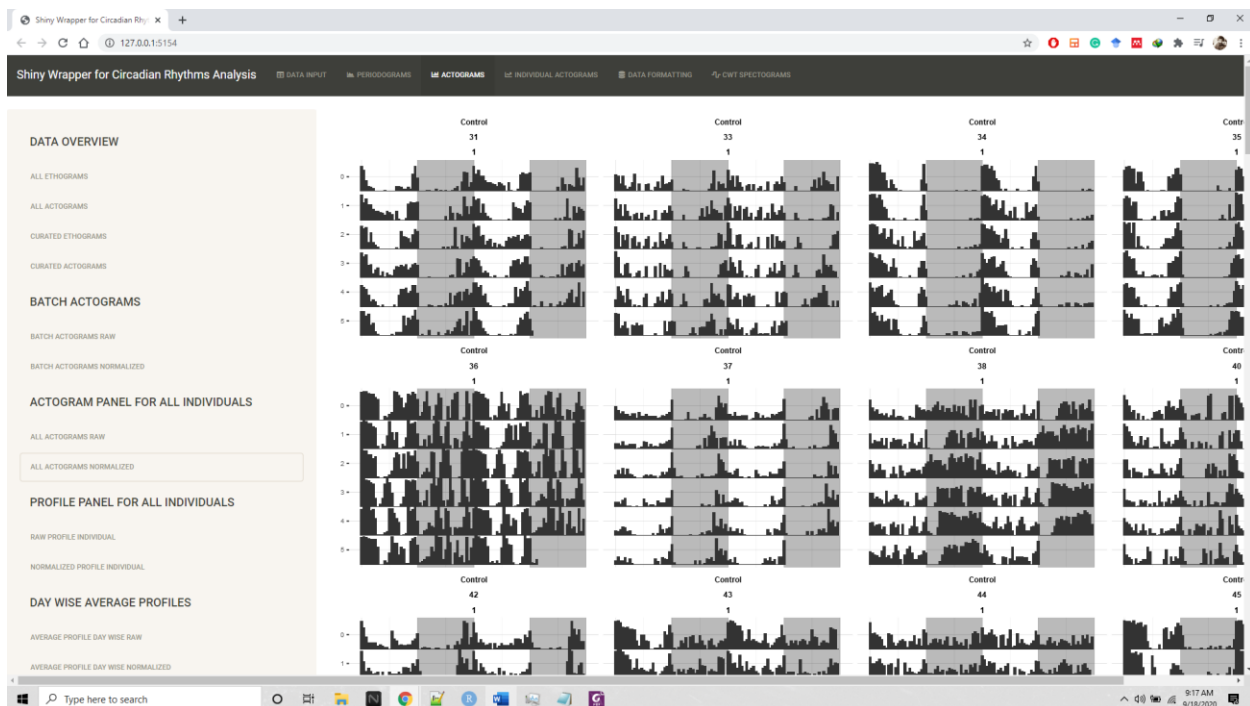 Shiny Wrapper for Circadian Rhy
127.0.0.1:5154
Shiny Wrapper for Circadian Rhythms Analysis
DATA INPUT
PERIODOGRAMS
ACTOGRAMS
INDIVIDUAL ACTOGRAMS
DATA FORMATTING
CWT SPECTOGRAMS
DATA OVERVIEW
ALL ETHOGRAMS
ALL ACTOGRAMS
CURATED ETHOGRAMS
CURATED ACTOGRAMS
BATCH ACTOGRAMS
BATCH ACTOGRAMS RAW
BATCH ACTOGRAMS NORMALIZED
ACTOGRAM PANEL FOR ALL INDIVIDUALS
ALL ACTOGRAMS RAW
ALL ACTOGRAMS NORMALIZED
PROFILE PANEL FOR ALL INDIVIDUALS
RAW PROFILE INDIVIDUAL
NORMALIZED PROFILE INDIVIDUAL
DAY WISE AVERAGE PROFILES
AVERAGE PROFILE DAY WISE RAW
AVERAGE PROFILE DAY WISE NORMALIZED
Control Control Control Contr
31 33 34 35
1 1 1 1
0
1
2
3
4
5
Control Control Control Contr
36 37 38 40
1 1 1 1
0
1
2
3
4
5
Control Control Control Contr
42 43 44 45
1 1 1 1
0
1
Type here to search
9:17 AM
9/18/2020